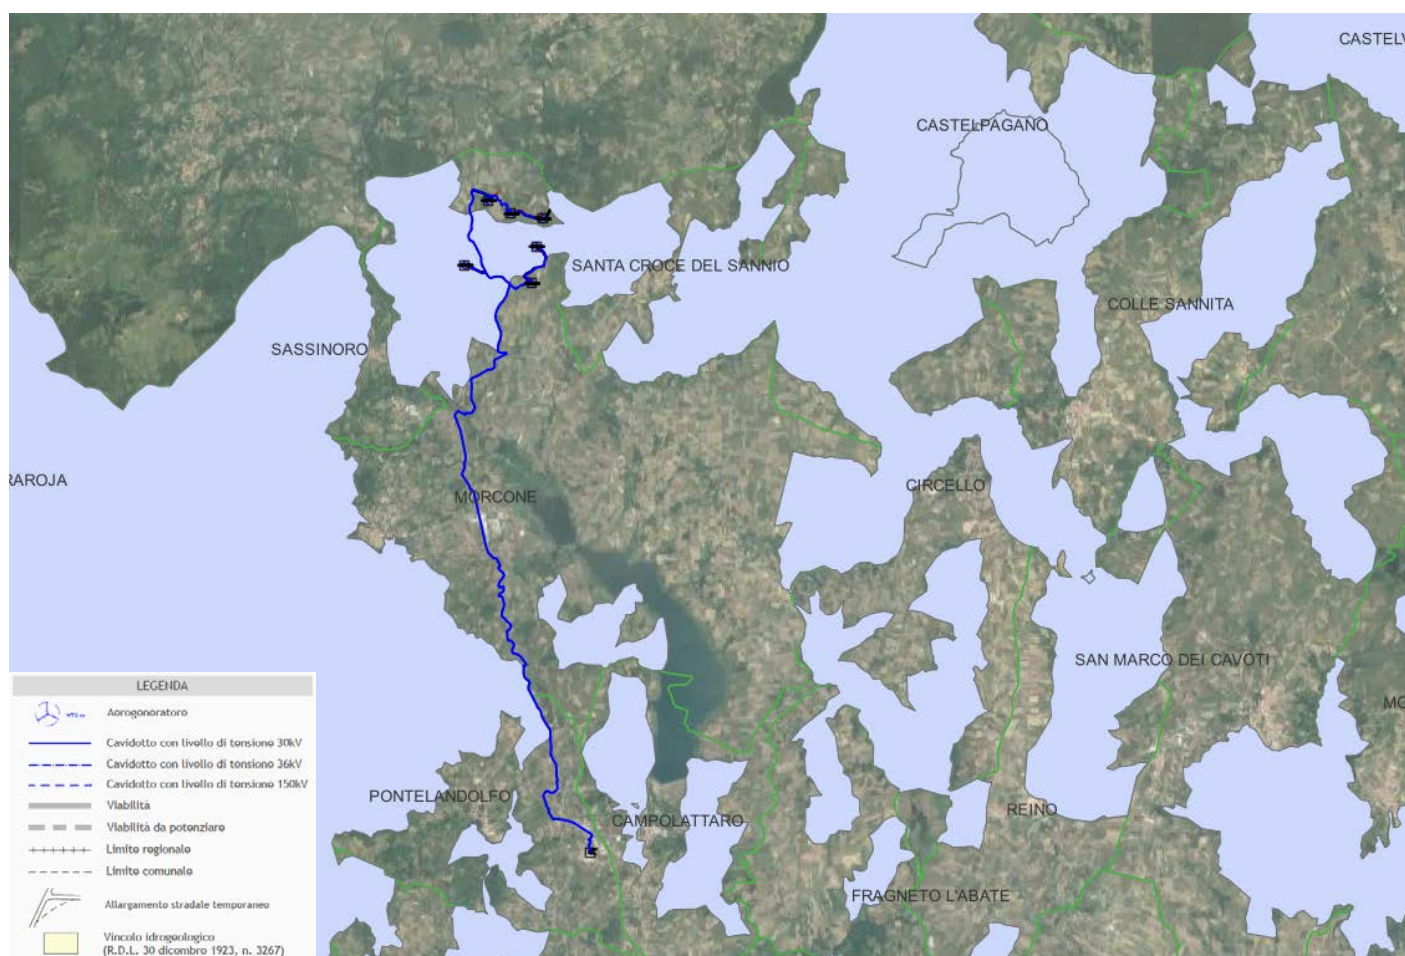 CASTELV
CASTELPAGANO
SANTA CROCE DEL SANNIO
COLLE SANNITA
SASSINORO
RAROJA
CIRCELLO
MORCONE
SAN MARCO DEI CAVOTI
MO
PONTELANDOLFO
REINO
CAMPOLATTARO
FRAGNETO L'ABATE
LEGENDA
Aerogeneratore
Cavidotto con livello di tensione 30kV
Cavidotto con livello di tensione 36kV
Cavidotto con livello di tensione 150kV
Viabilità
Viabilità da potenziare
Limite regionale
Limite comunale
Allargamento stradale temporaneo
Vincolo idrogeologico
(R.D.L. 30 dicembre 1923, n. 3267)